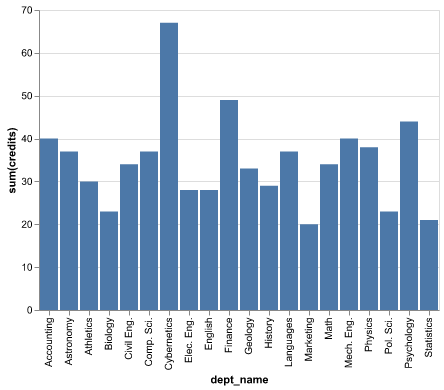 70
60
50
40
30
20
10
0
sum(credits)
Accounting
Astronomy
Athletics
Biology
Civil Eng.
Comp. Sci.
Cybernetics
Elec. Eng.
English
Finance
Geology
History
Languages
Marketing
Math
Mech. Eng.
Physics
Pol. Sci.
Psychology
Statistics
dept_name